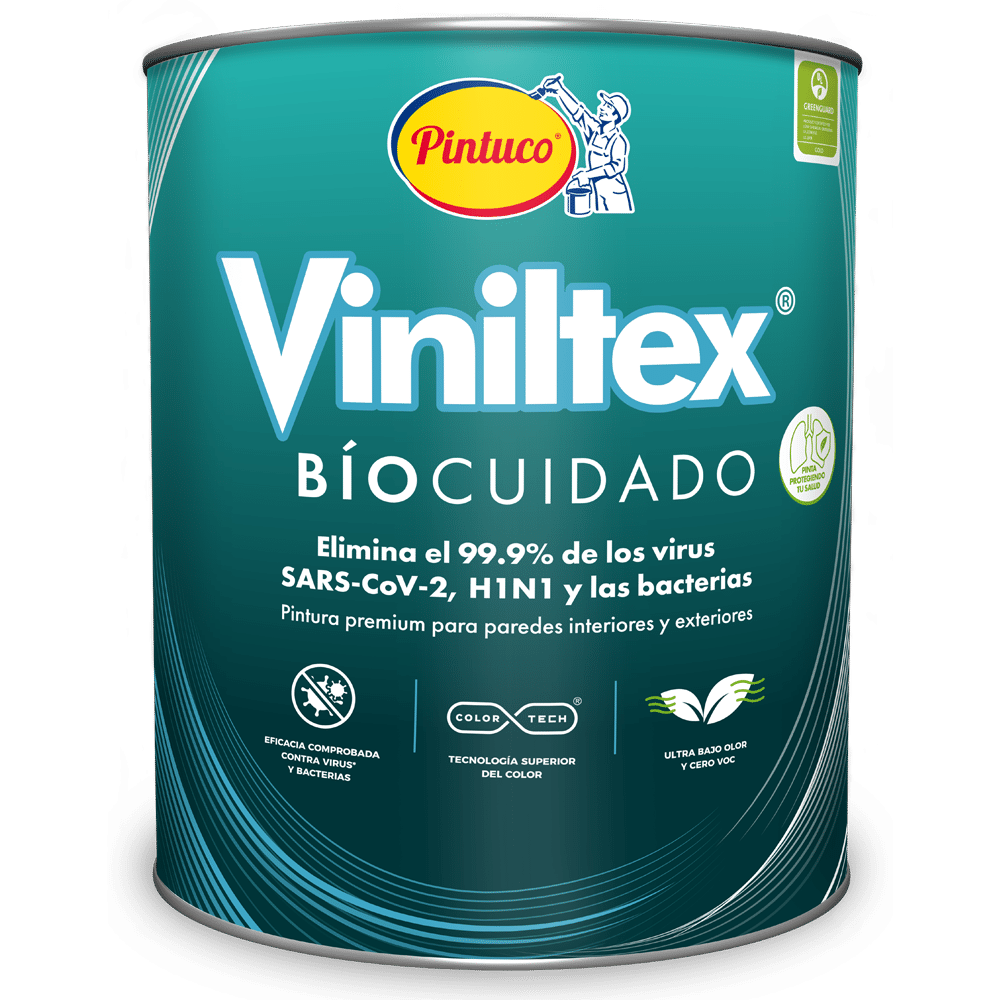 Pintuco®
GREENGUARD
Viniltex®
BÍOCUIDADO
PINTA
PROTEGIENDO
TU SALUD
Elimina el 99.9% de los virus
SARS-CoV-2, H1N1 y las bacterias
Pintura premium para paredes interiores y exteriores
EFICACIA COMPROBADA
CONTRA VIRUS*
Y BACTERIAS
COLOR TECH®
TECNOLOGÍA SUPERIOR
DEL COLOR
ULTRA BAJO OLOR
Y CERO VOC